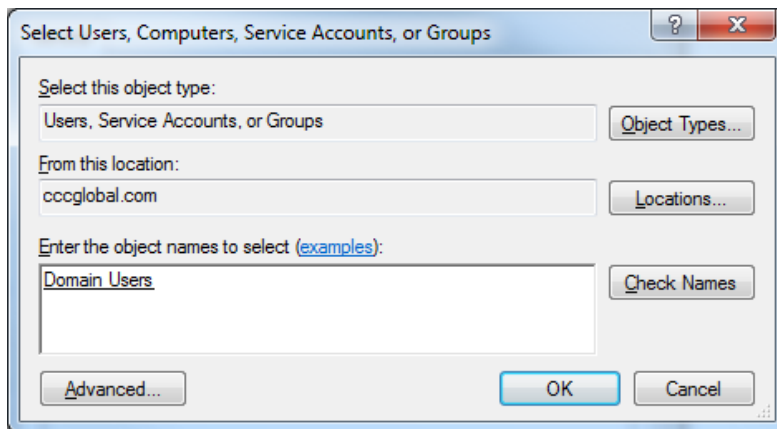 Select Users, Computers, Service Accounts, or Groups
Select this object type:
Users, Service Accounts, or Groups
Object Types...
From this location:
cccglobal.com
Locations...
Enter the object names to select (examples):
Domain Users
Check Names
Advanced...
OK
Cancel